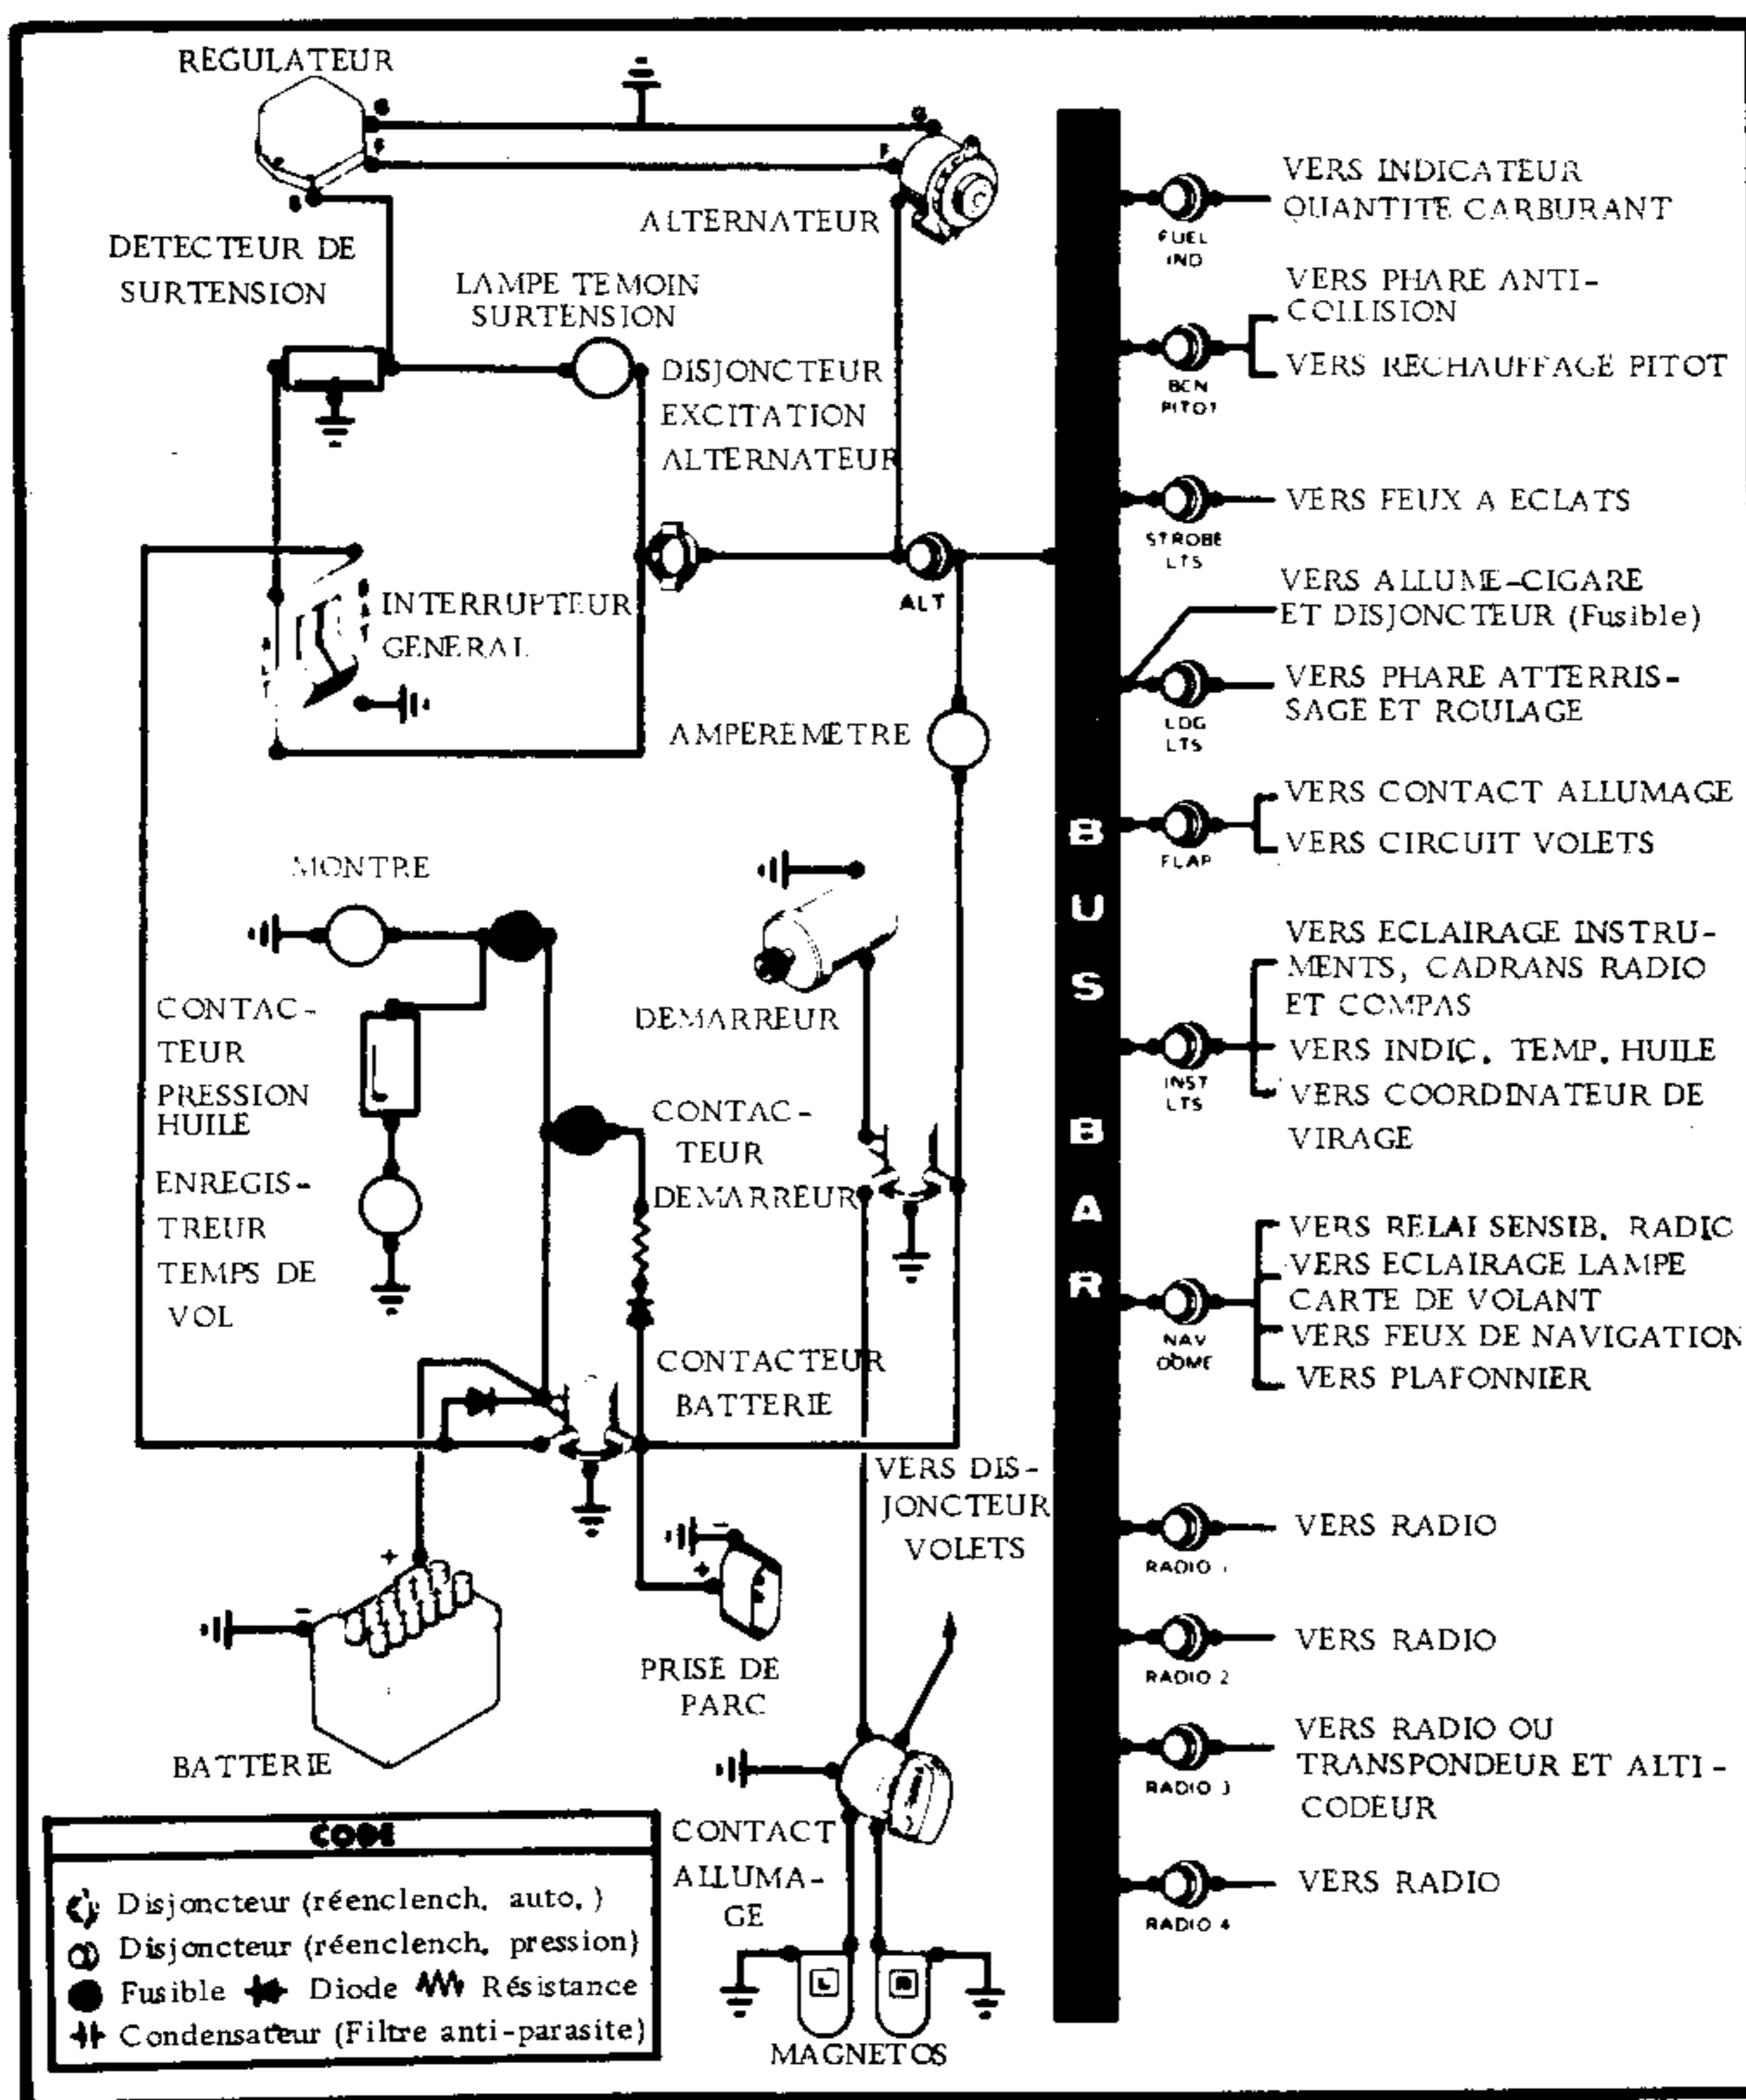 REGULATEUR
G
F
B
G
F
ALTERNATEUR
DETECTEUR DE
SURTENSION
LAMPE TEMOIN
SURTENSION
DISJONCTEUR
EXCITATION
ALTERNATEUR
INTERRUPTEUR
GENERAL
ALT
AMPEREMETRE
MONTRE
CONTAC-
TEUR
PRESSION
HUILE
ENREGIS-
TREUR
TEMPS DE
VOL
DEMARREUR
CONTAC-
TEUR
DEMARREUR
CONTACTEUR
BATTERIE
VERS DIS-
JONCTEUR
VOLETS
+
-
BATTERIE
-
+
PRISE DE
PARC
CONTACT
ALLUMA-
GE
L
R
MAGNETOS
BUS BAR
FUEL
IND
VERS INDICATEUR
QUANTITE CARBURANT
BCN
PITOT
VERS PHARE ANTI-
COLLISION
VERS RECHAUFFAGE PITOT
STROBE
LTS
VERS FEUX A ECLATS
VERS ALLUME-CIGARE
ET DISJONCTEUR (Fusible)
LDG
LTS
VERS PHARE ATTERRIS-
SAGE ET ROULAGE
FLAP
VERS CONTACT ALLUMAGE
VERS CIRCUIT VOLETS
INST
LTS
VERS ECLAIRAGE INSTRU-
MENTS, CADRANS RADIO
ET COMPAS
VERS INDIC. TEMP. HUILE
VERS COORDINATEUR DE
VIRAGE
NAV
DOME
VERS RELAI SENSIB. RADIO
VERS ECLAIRAGE LAMPE
CARTE DE VOLANT
VERS FEUX DE NAVIGATION
VERS PLAFONNIER
RADIO 1
VERS RADIO
RADIO 2
VERS RADIO
RADIO 3
VERS RADIO OU
TRANSPONDEUR ET ALTI-
CODEUR
RADIO 4
VERS RADIO
CODE
Disjoncteur (réenclench. auto.)
Disjoncteur (réenclench. pression)
Fusible Diode Résistance
Condensateur (Filtre anti-parasite)